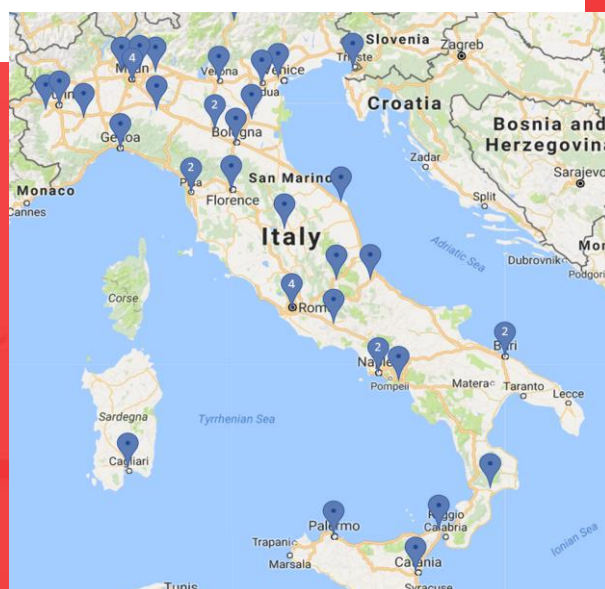 Slovenia
Zagreb
4
Milan
Verona
Venice
Trieste
Croatia
2
Bologna
Bosnia and
Herzegovina
Genoa
Zadar
Sarajevo
2
Pisa
San Marino
Monaco
Florence
Cannes
Split
Italy
Adriatic Sea
Dubrovnik
Podgori
Corse
4
Rome
2
Bari
2
Naples
Pompeii
Matera
Taranto
Lecce
Sardegna
Tyrrhenian Sea
Cagliari
Reggio
Calabria
Palermo
Trapani
Marsala
Ionian Sea
Catania
Syracuse
Tunis